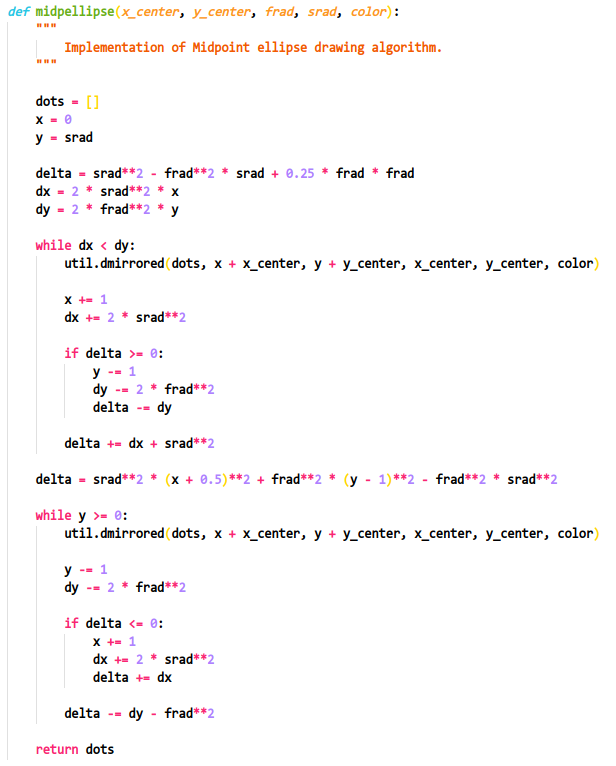 def midpellipse(x_center, y_center, frad, srad, color):
    """
        Implementation of Midpoint ellipse drawing algorithm.
    """
    dots = []
    x = 0
    y = srad
    delta = srad**2 - frad**2 * srad + 0.25 * frad * frad
    dx = 2 * srad**2 * x
    dy = 2 * frad**2 * y
    while dx < dy:
        util.dmirrored(dots, x + x_center, y + y_center, x_center, y_center, color)
        x += 1
        dx += 2 * srad**2
        if delta >= 0:
            y -= 1
            dy -= 2 * frad**2
            delta -= dy
        delta += dx + srad**2
    delta = srad**2 * (x + 0.5)**2 + frad**2 * (y - 1)**2 - frad**2 * srad**2
    while y >= 0:
        util.dmirrored(dots, x + x_center, y + y_center, x_center, y_center, color)
        y -= 1
        dy -= 2 * frad**2
        if delta <= 0:
            x += 1
            dx += 2 * srad**2
            delta += dx
        delta -= dy - frad**2
    return dots